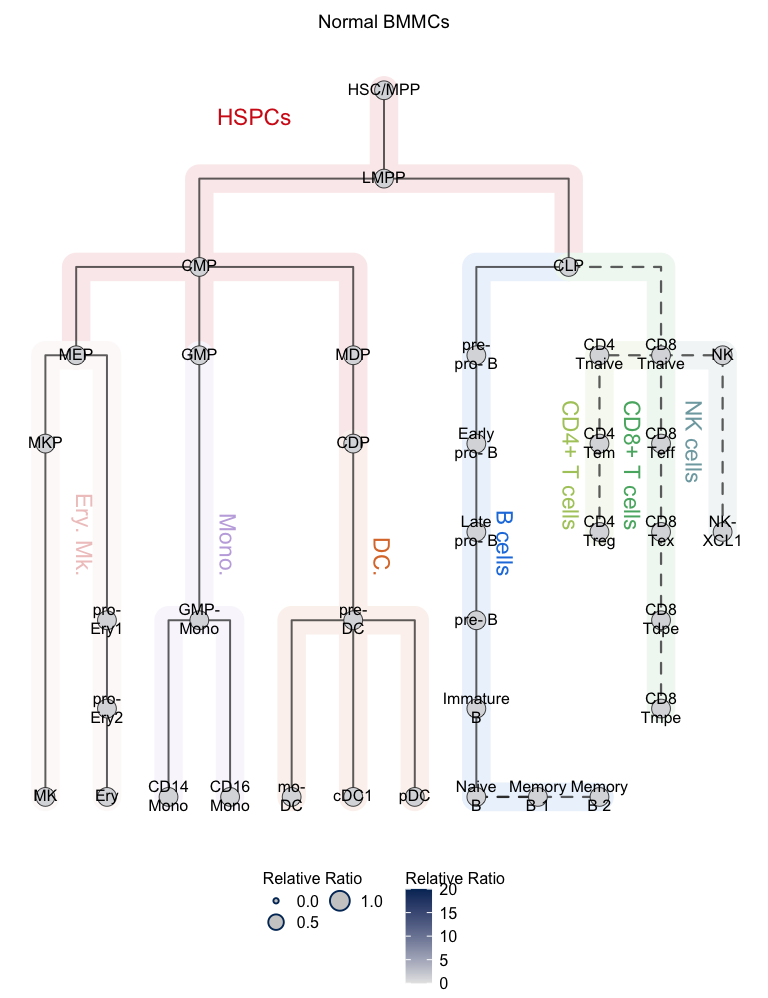 Normal BMMCs
HSC/MPP
HSPCs
LMPP
CMP
CLP
MEP
GMP
MDP
pre-
pro- B
CD4
Tnaive
CD8
Tnaive
NK
MKP
CDP
Early
pro- B
CD4
Tem
CD8
Teff
CD4+ T cells
CD8+ T cells
NK cells
Ery. Mk.
Mono.
DC.
B cells
Late
pro- B
CD4
Treg
CD8
Tex
NK-
XCL1
pro-
Ery1
GMP-
Mono
pre-
DC
pre- B
CD8
Tdpe
pro-
Ery2
Immature
B
CD8
Tmpe
MK
Ery
CD14
Mono
CD16
Mono
mo-
DC
cDC1
pDC
Naive
B
Memory
B 1
Memory
B 2
Relative Ratio
0.0
1.0
0.5
Relative Ratio
20
15
10
5
0